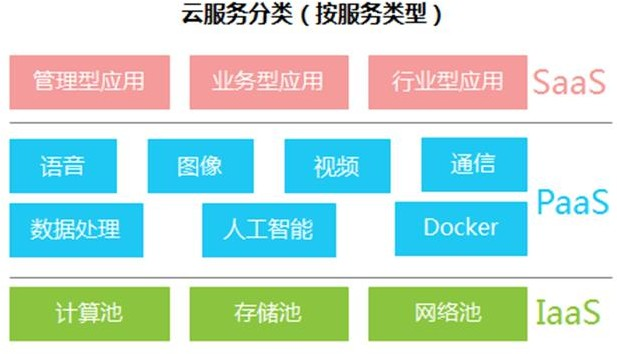 云服务分类（按服务类型）
管理型应用 业务型应用 行业型应用 SaaS
语音 图像 视频 通信
PaaS
数据处理 人工智能 Docker
计算池 存储池 网络池 IaaS